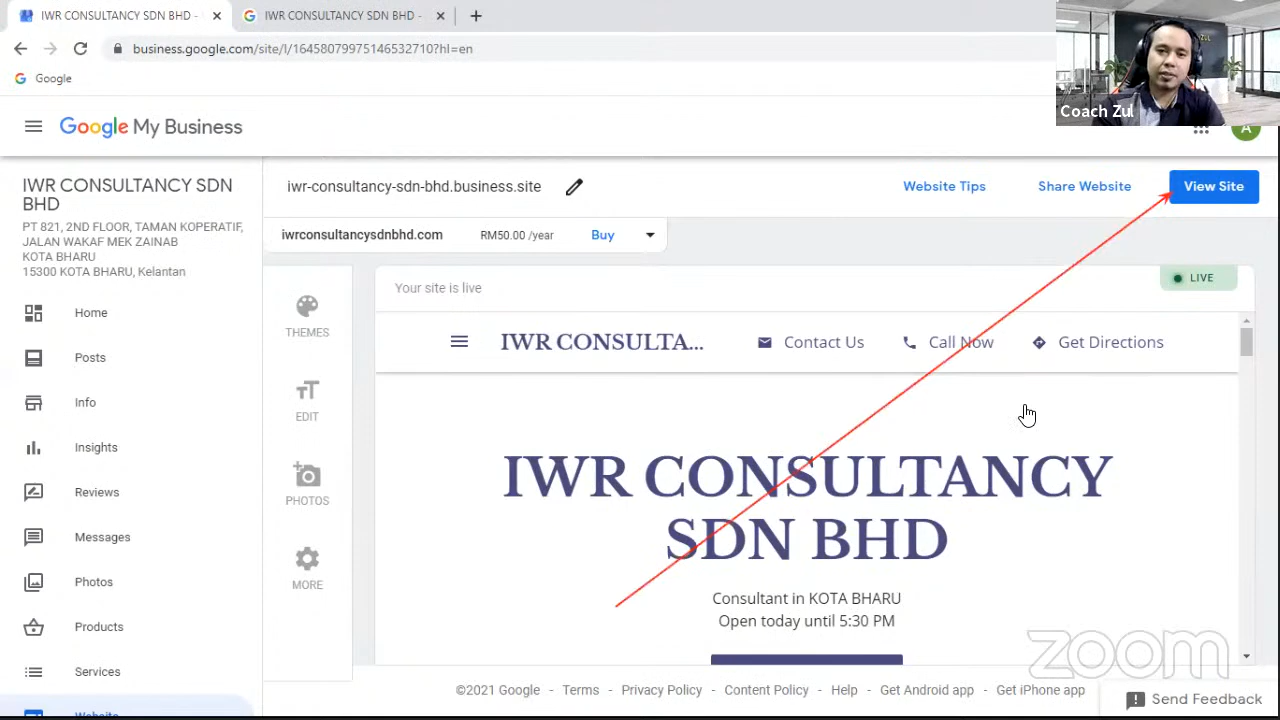 IWR CONSULTANCY SDN BHD -
IWR CONSULTANCY SDN BHD -
business.google.com/site/l/16458079975146532710?hl=en
Google
Coach Zul
Google My Business
A
IWR CONSULTANCY SDN
BHD
PT 821, 2ND FLOOR, TAMAN KOPERATIF,
JALAN WAKAF MEK ZAINAB
KOTA BHARU
15300 KOTA BHARU, Kelantan
Home
Posts
Info
Insights
Reviews
Messages
Photos
Products
Services
Website
iwr-consultancy-sdn-bhd.business.site
Website Tips
Share Website
View Site
iwrconsultancysdnbhd.com
RM50.00 /year
Buy
THEMES
EDIT
PHOTOS
MORE
Your site is live
LIVE
IWR CONSULTA...
Contact Us
Call Now
Get Directions
IWR CONSULTANCY
SDN BHD
Consultant in KOTA BHARU
Open today until 5:30 PM
zoom
©2021 Google - Terms - Privacy Policy - Content Policy - Help - Get Android app - Get iPhone app
Send Feedback